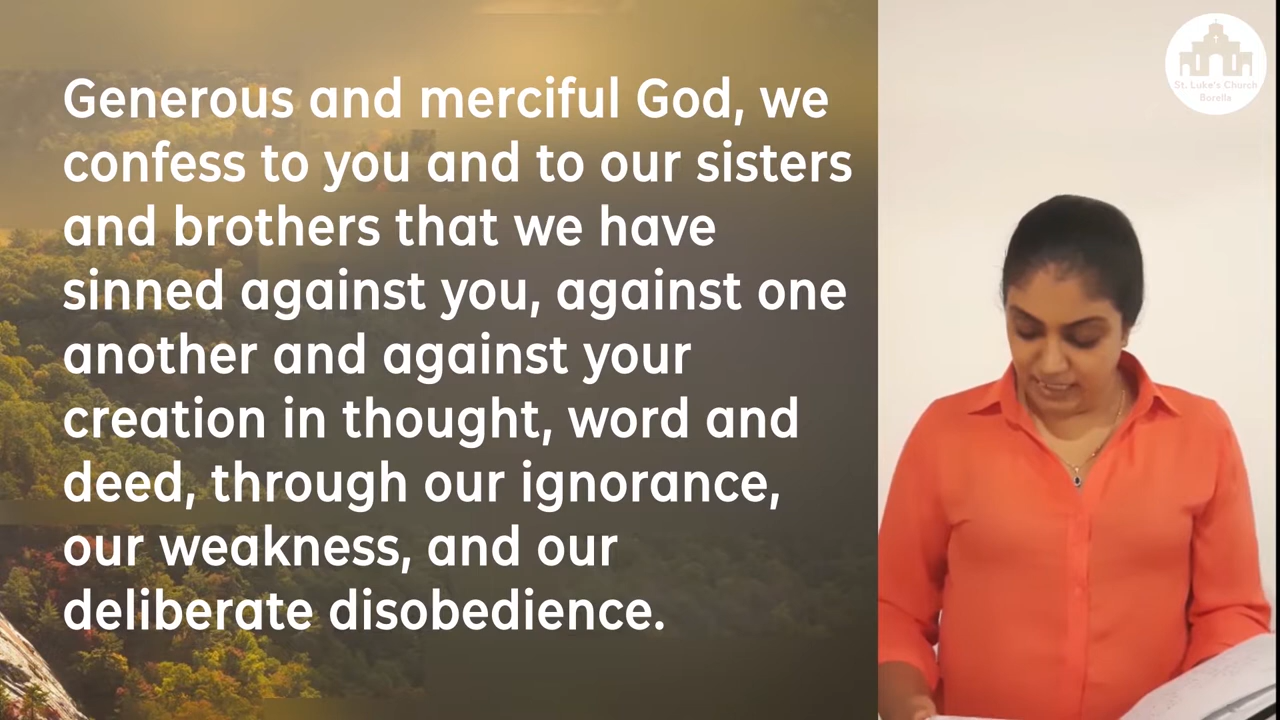 Generous and merciful God, we
confess to you and to our sisters
and brothers that we have
sinned against you, against one
another and against your
creation in thought, word and
deed, through our ignorance,
our weakness, and our
deliberate disobedience.
St. Luke's Church
Borella